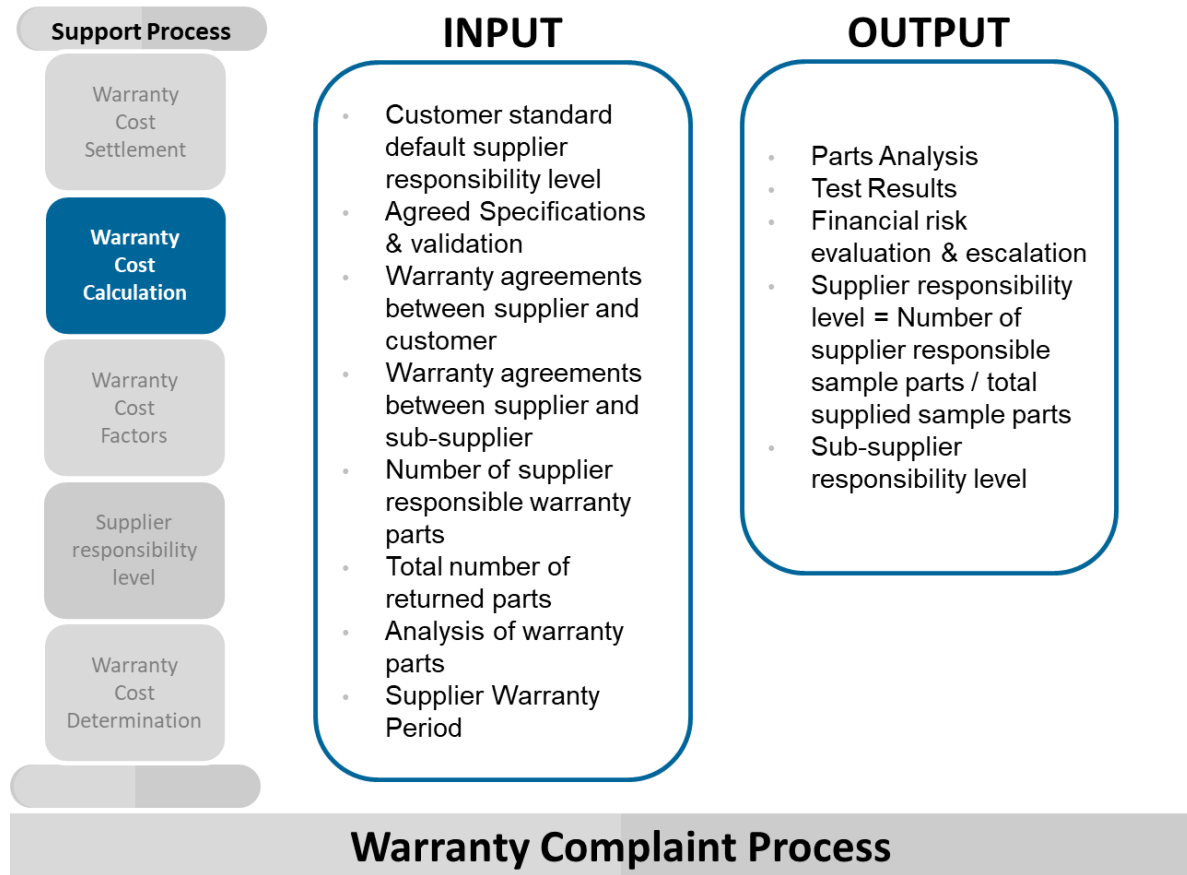 Support Process
Warranty
Cost
Settlement
Warranty
Cost
Calculation
Warranty
Cost
Factors
Supplier
responsibility
level
Warranty
Cost
Determination
INPUT
• Customer standard
default supplier
responsibility level
• Agreed Specifications
& validation
• Warranty agreements
between supplier and
customer
• Warranty agreements
between supplier and
sub-supplier
• Number of supplier
responsible warranty
parts
• Total number of
returned parts
• Analysis of warranty
parts
• Supplier Warranty
Period
OUTPUT
• Parts Analysis
• Test Results
• Financial risk
evaluation & escalation
• Supplier responsibility
level = Number of
supplier responsible
sample parts / total
supplied sample parts
• Sub-supplier
responsibility level
Warranty Complaint Process